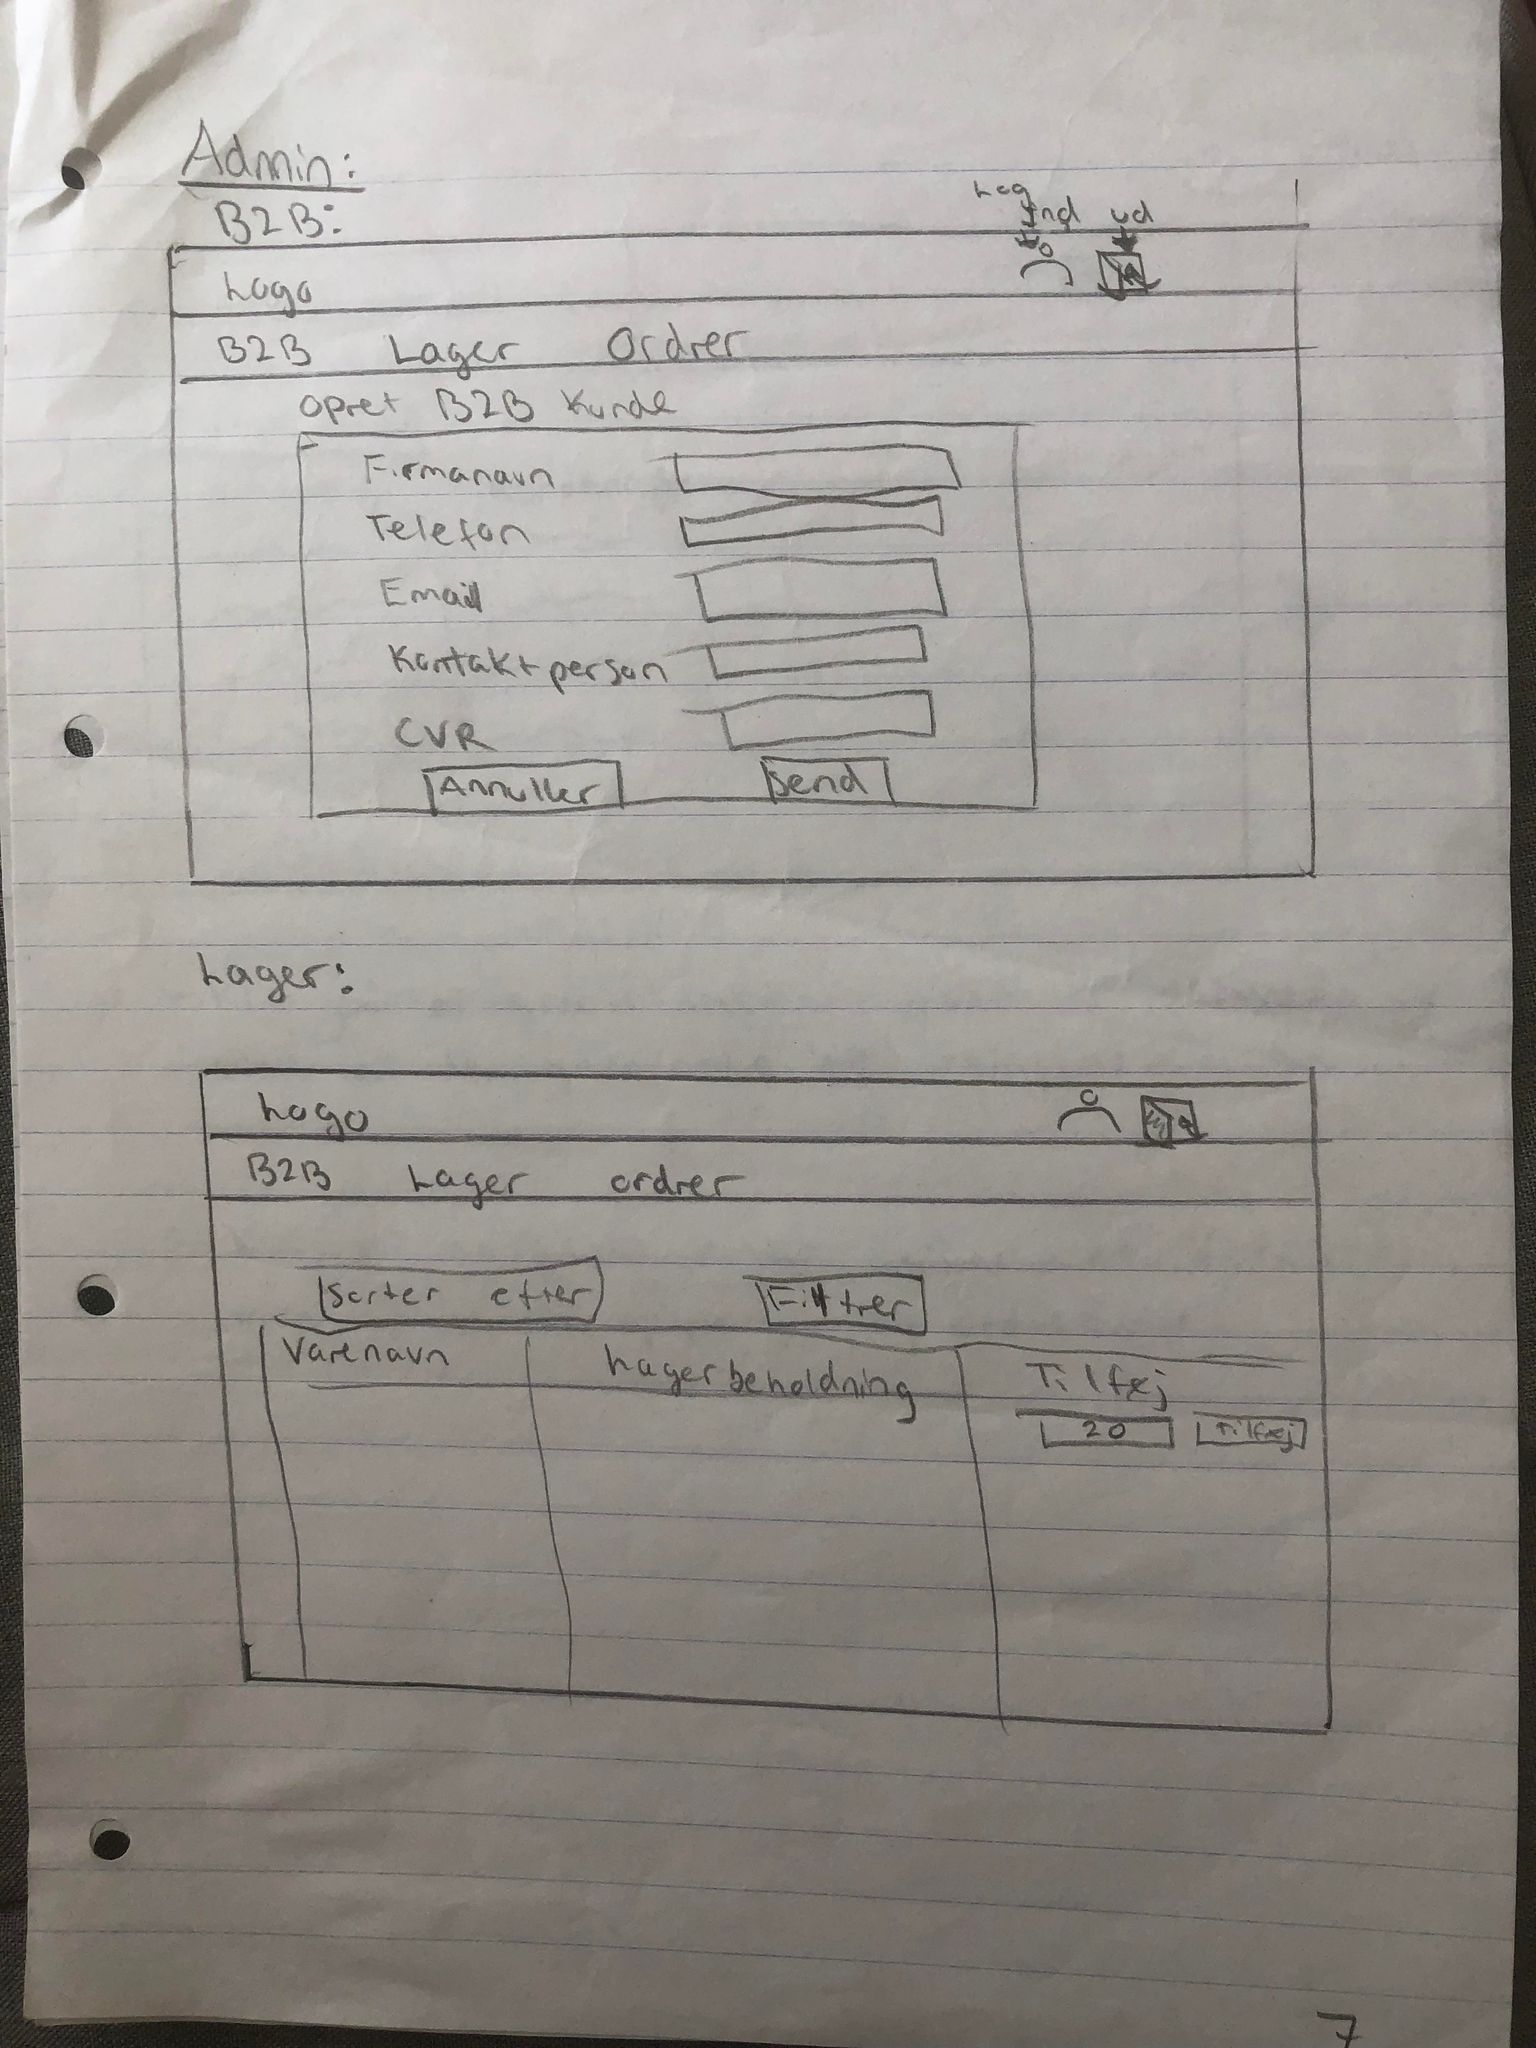 Admin:
B2B:
Log
Ind ud
Logo
B2B Lager Ordrer
Opret B2B Kunde
Firmanavn
Telefon
Email
Kontaktperson
CVR
Annuller Send
Lager:
Logo
B2B Lager ordrer
Sorter efter Filtrer
Varenavn Lagerbeholdning Tilføj
20 Tilføj
7